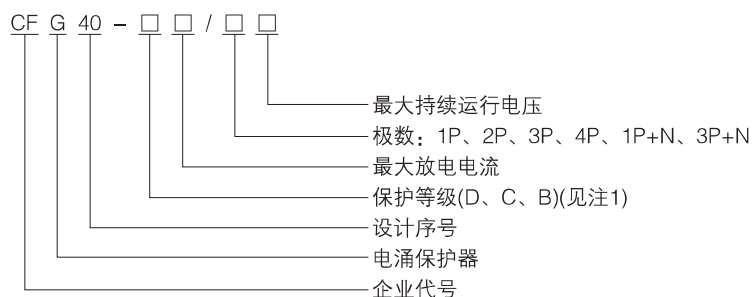 CF G 40 - □ □ / □ □
最大持续运行电压
极数：1P、2P、3P、4P、1P+N、3P+N
最大放电电流
保护等级(D、C、B)(见注1)
设计序号
电涌保护器
企业代号